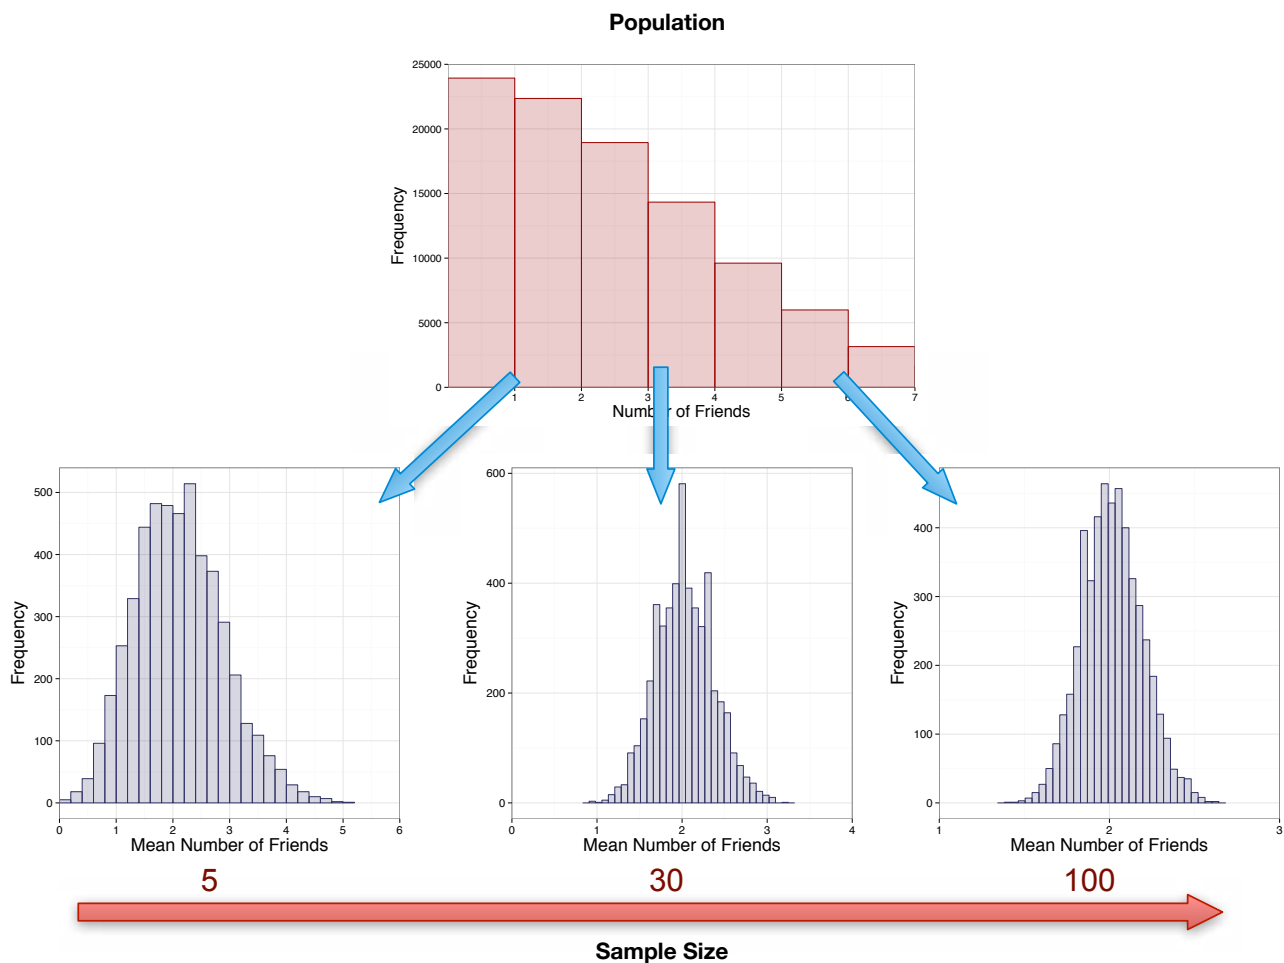 Population
25000
20000
15000
10000
5000
0
Frequency
1 2 3 4 5 6 7
Number of Friends
500
400
300
200
100
0
Frequency
0 1 2 3 4 5 6
Mean Number of Friends
600
400
200
0
Frequency
0 1 2 3 4
Mean Number of Friends
400
300
200
100
0
Frequency
1 2 3
Mean Number of Friends
5 30 100
Sample Size